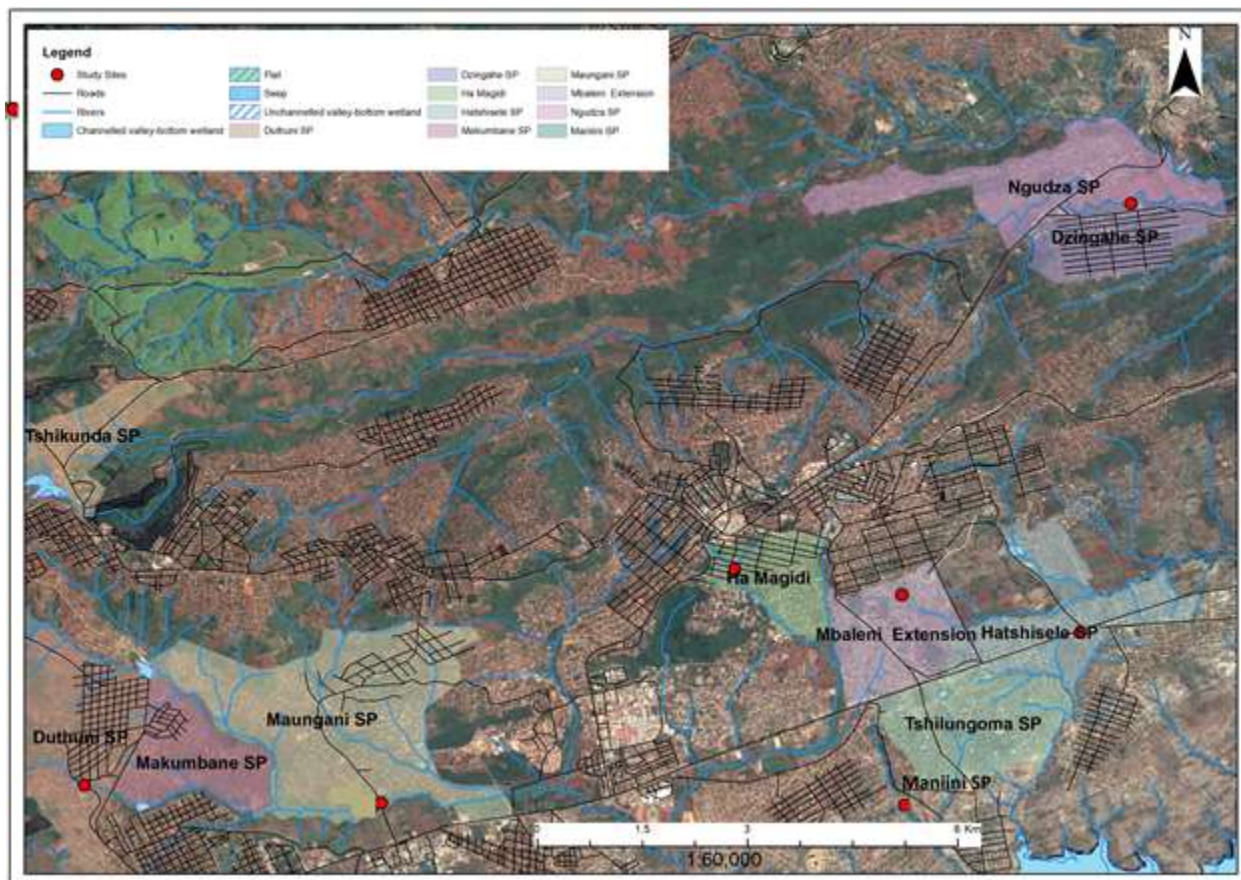 Legend
Study Sites
Roads
Rivers
Channelled valley-bottom wetland
Flat
Seep
Unchannelled valley-bottom wetland
Duthuni SP
Dzingahe SP
Ha Magidi
Hatshisele SP
Makumbane SP
Maungani SP
Mbaleni Extension
Ngudza SP
Maniini SP
N
Ngudza SP
Dzingahe SP
Tshikunda SP
Ha Magidi
Mbaleni Extension
Hatshisele SP
Maungani SP
Duthuni SP
Makumbane SP
Tshilungoma SP
Maniini SP
0 1.5 3 6 Km
1:60,000